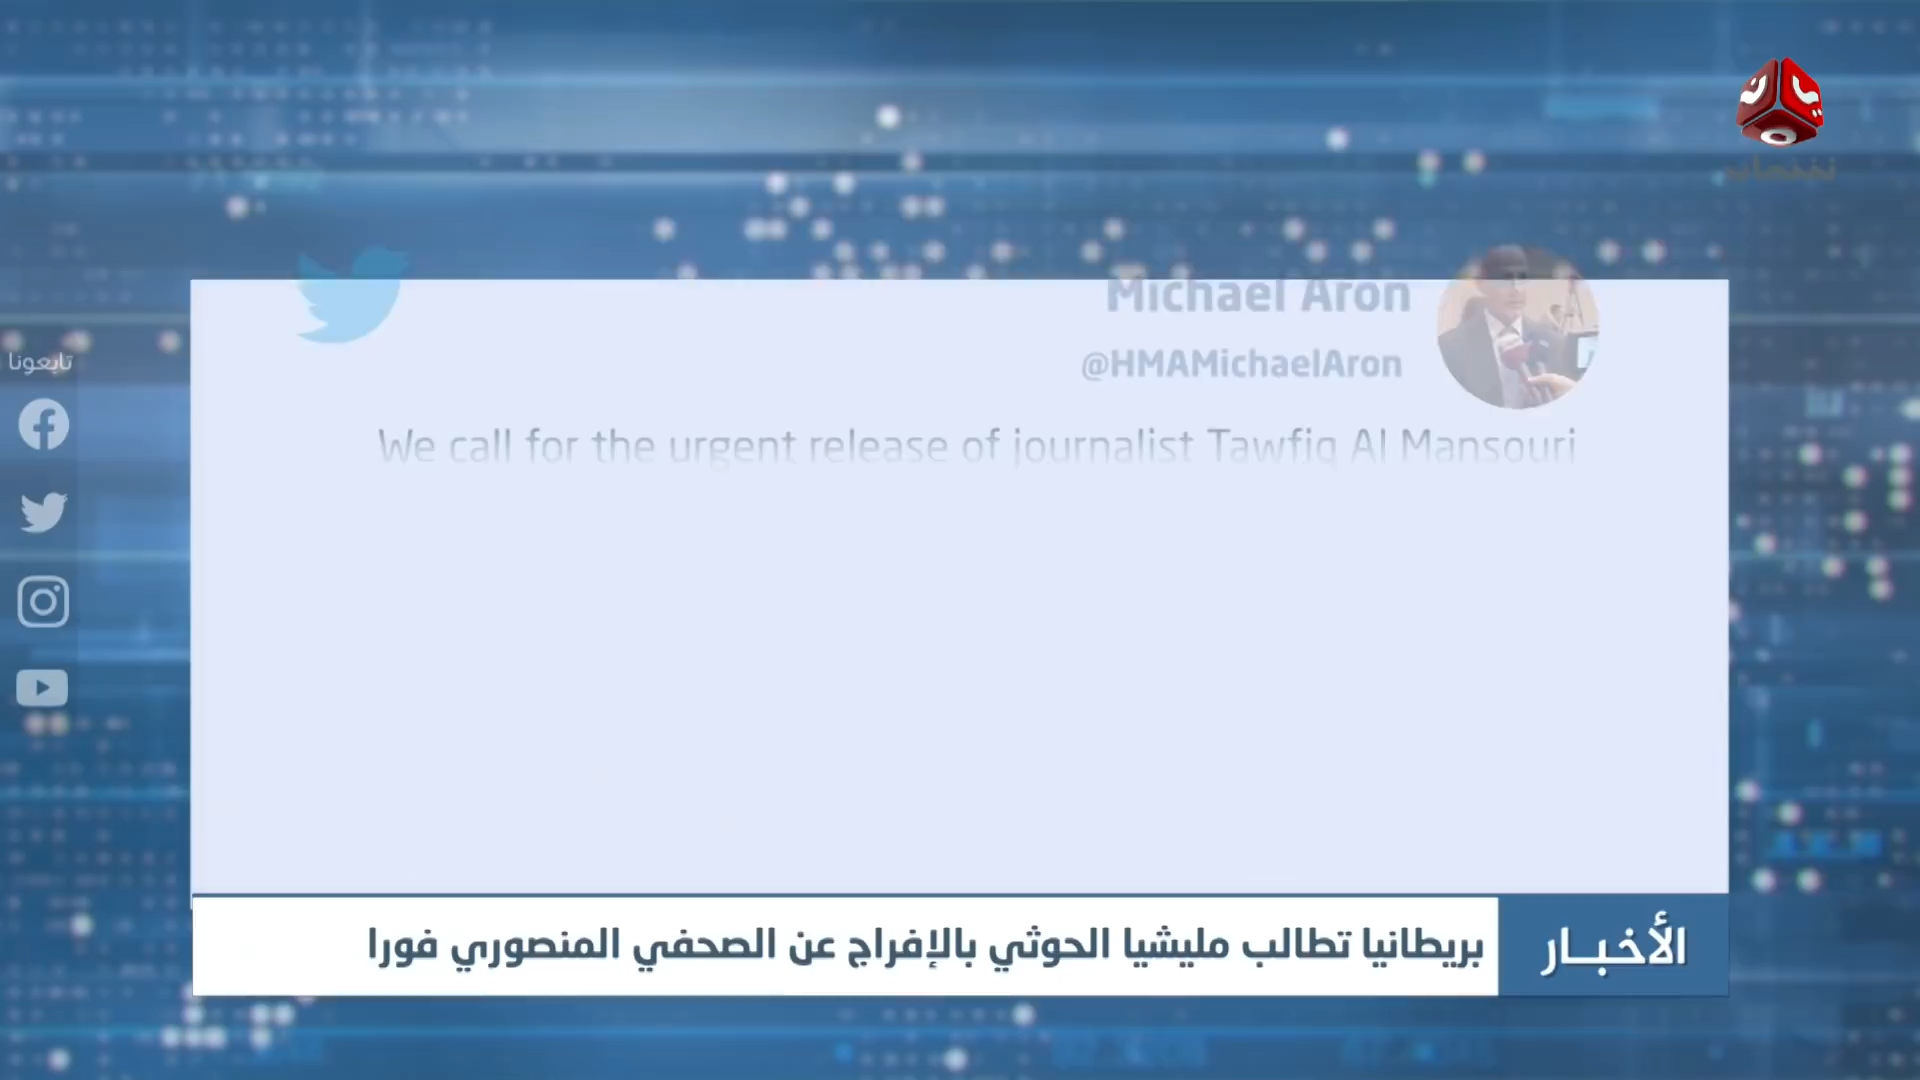 Michael Aron
@HMAMichaelAron
We call for the urgent release of journalist Tawfiq Al Mansouri
تابعونا
الأخبـار
بريطانيا تطالب مليشيا الحوثي بالإفراج عن الصحفي المنصوري فورا